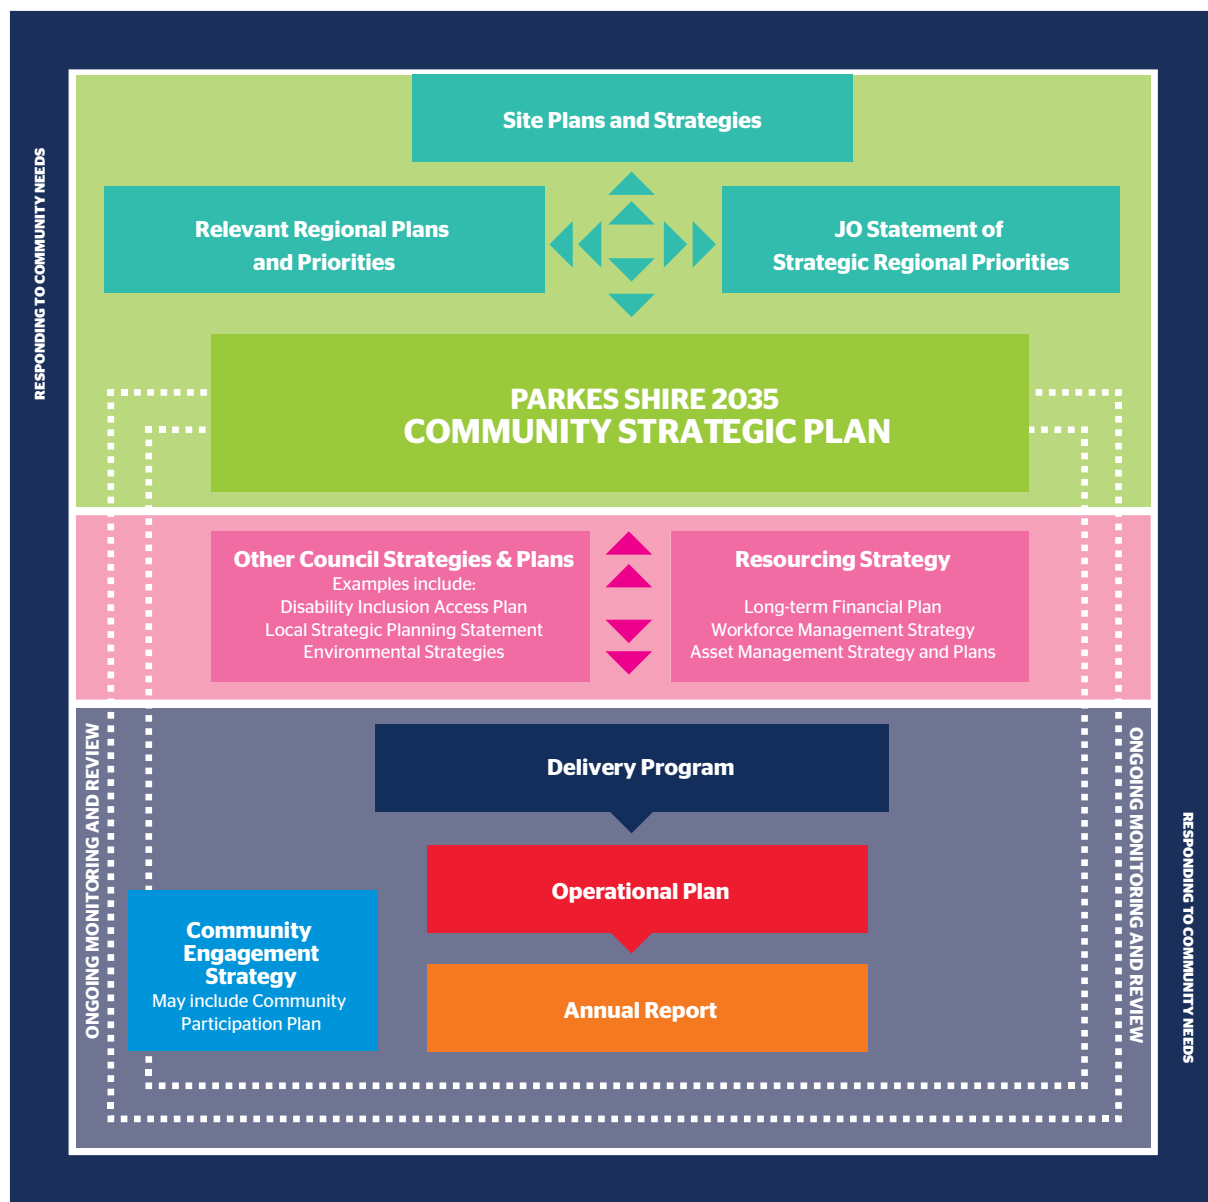 Site Plans and Strategies
RESPONDING TO COMMUNITY NEEDS
Relevant Regional Plans
and Priorities
JO Statement of
Strategic Regional Priorities
PARKES SHIRE 2035
COMMUNITY STRATEGIC PLAN
Other Council Strategies & Plans
Examples include:
Disability Inclusion Access Plan
Local Strategic Planning Statement
Environmental Strategies
Resourcing Strategy
Long-term Financial Plan
Workforce Management Strategy
Asset Management Strategy and Plans
ONGOING MONITORING AND REVIEW
Delivery Program
Operational Plan
Annual Report
Community
Engagement
Strategy
May include Community
Participation Plan
ONGOING MONITORING AND REVIEW
RESPONDING TO COMMUNITY NEEDS